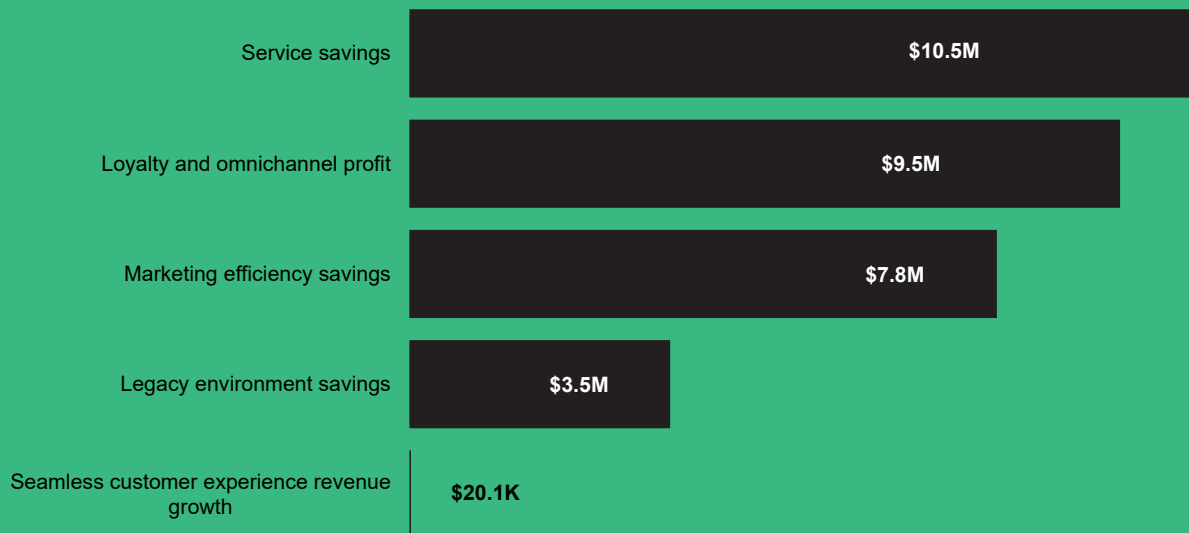 Service savings
$10.5M
Loyalty and omnichannel profit
$9.5M
Marketing efficiency savings
$7.8M
Legacy environment savings
$3.5M
Seamless customer experience revenue
growth
$20.1K